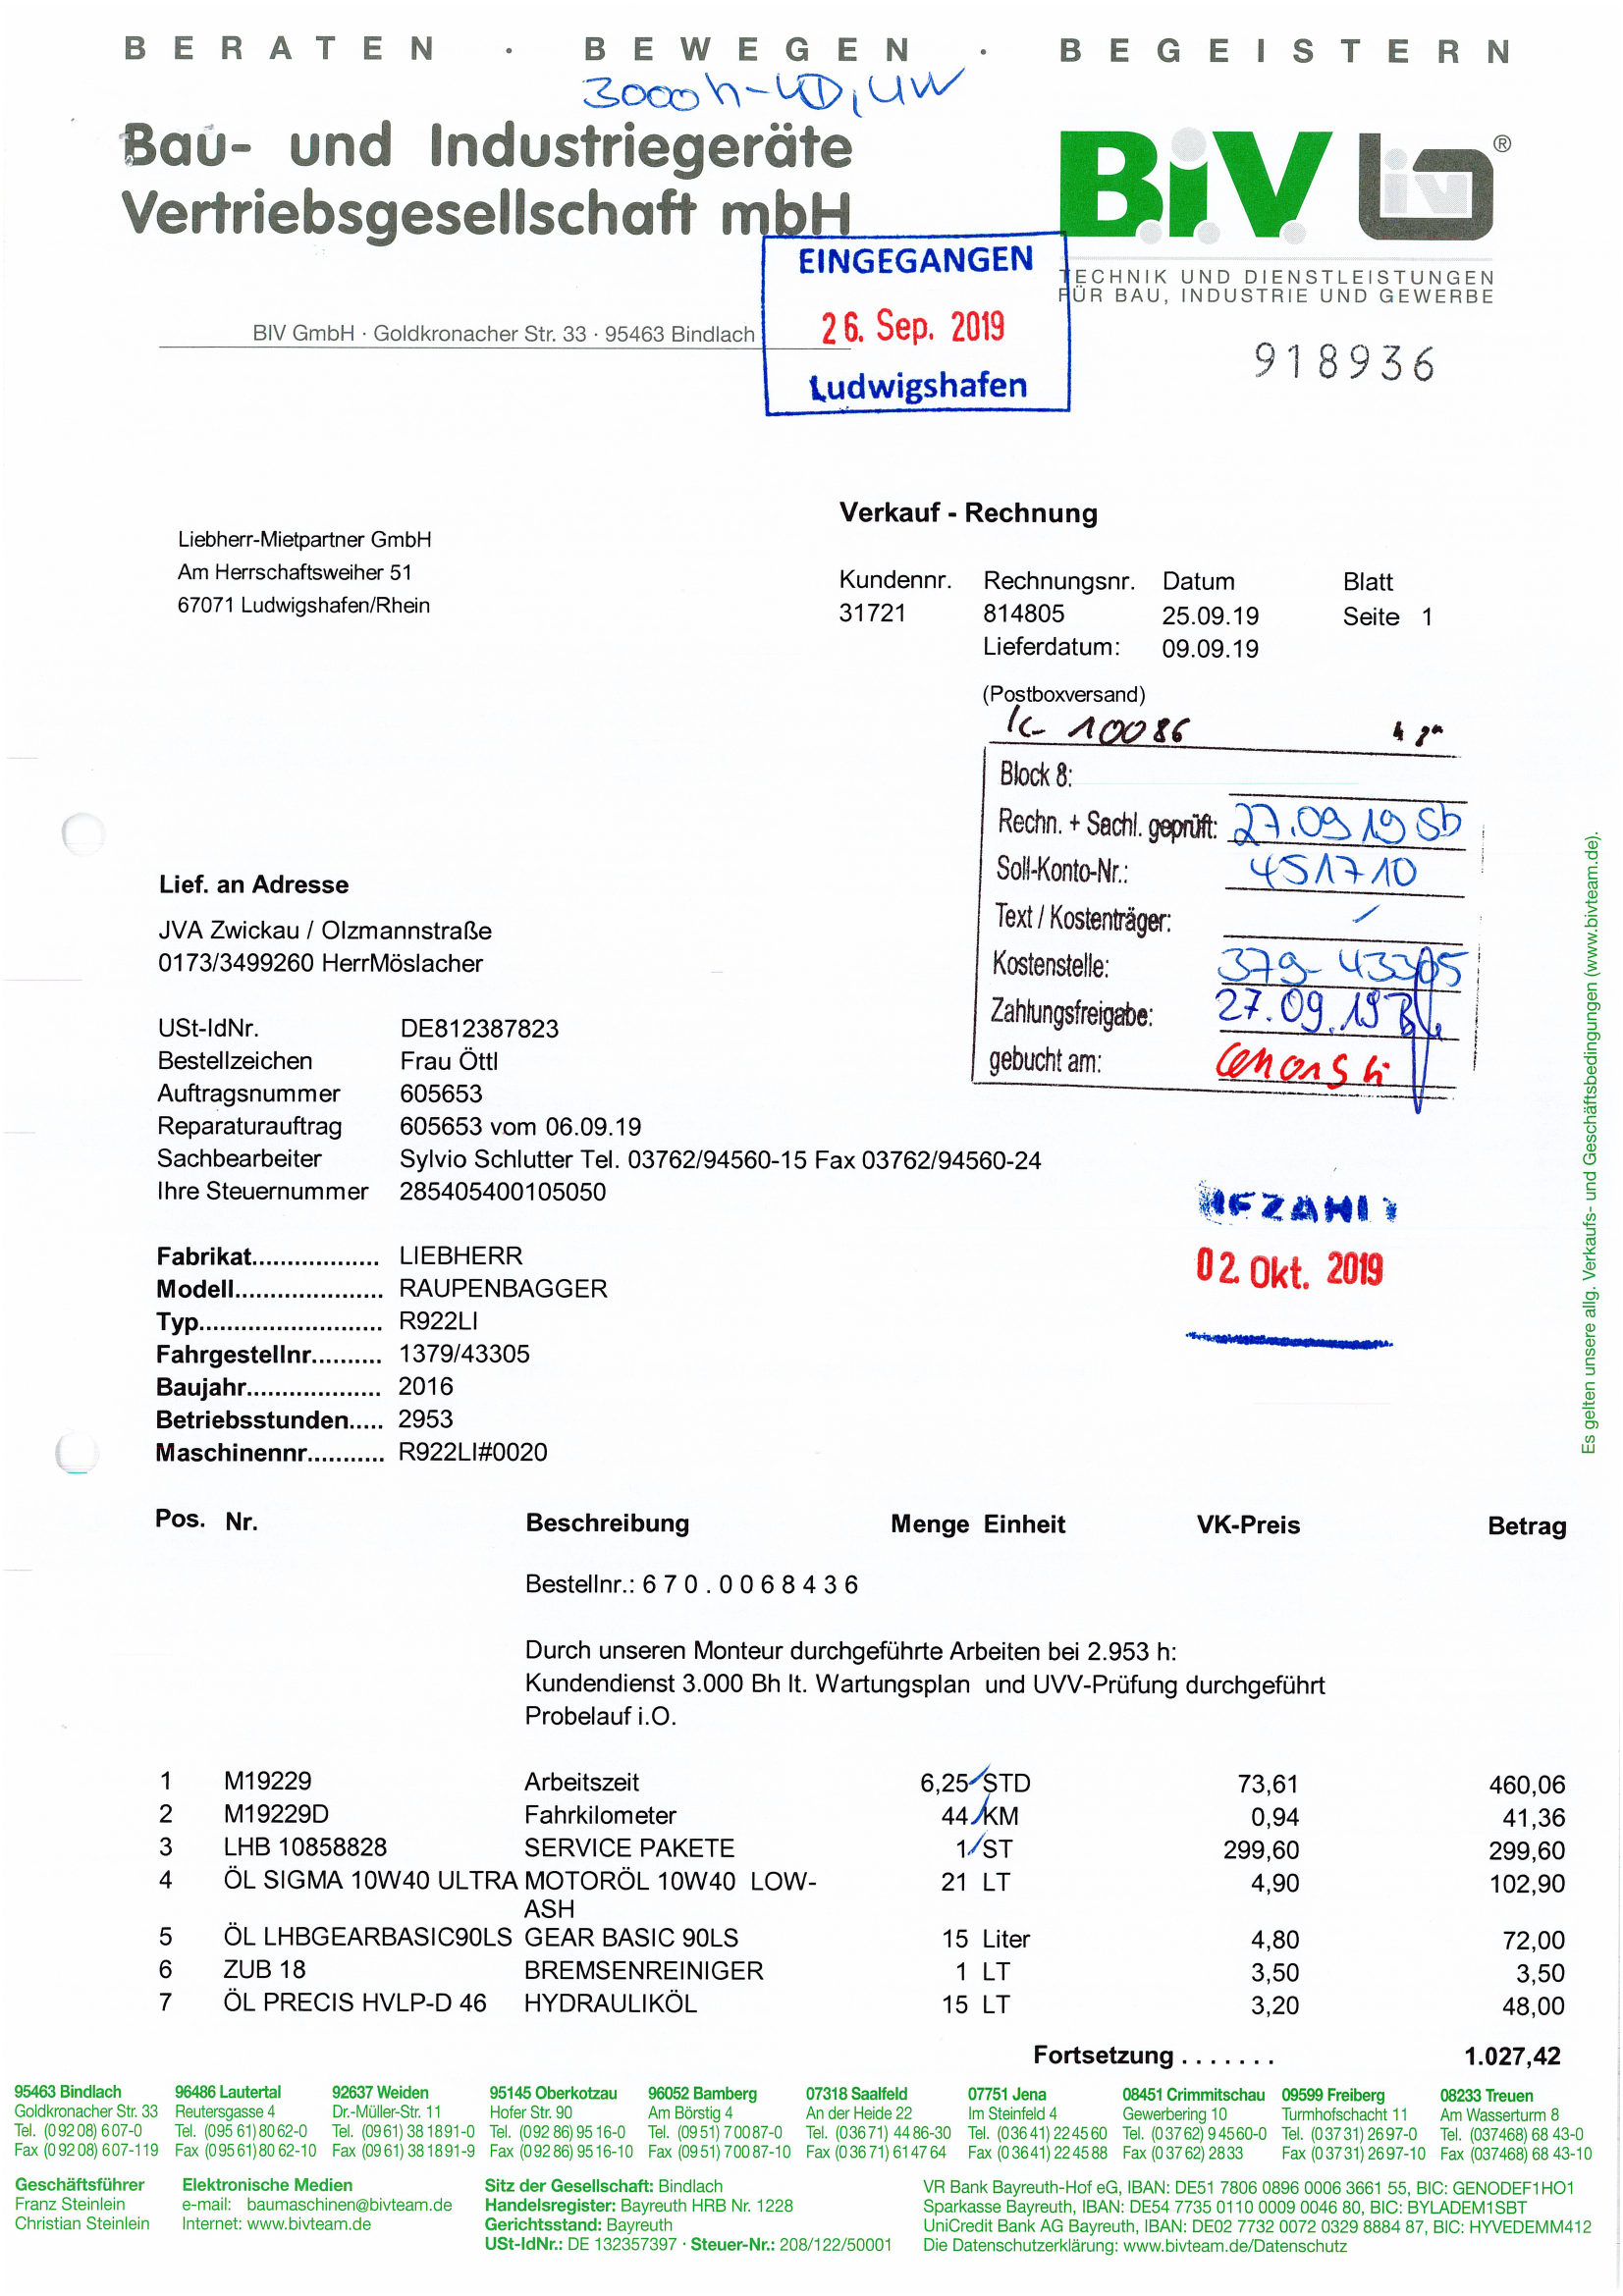 BERATEN · BEWEGEN · BEGEISTERN
3000 h-KD, UVV
Bau- und Industriegeräte
Vertriebsgesellschaft mbH
BiV ®
TECHNIK UND DIENSTLEISTUNGEN
FÜR BAU, INDUSTRIE UND GEWERBE
EINGEGANGEN
26. Sep. 2019
Ludwigshafen
BIV GmbH · Goldkronacher Str. 33 · 95463 Bindlach
918936
Verkauf - Rechnung
Liebherr-Mietpartner GmbH
Am Herrschaftsweiher 51
67071 Ludwigshafen/Rhein
Kundennr. Rechnungsnr. Datum Blatt
31721 814805 25.09.19 Seite 1
Lieferdatum: 09.09.19
(Postboxversand)
K- 10086
Block 8:
Rechn. + Sachl. geprüft: 27.09.19 Sb
Soll-Konto-Nr.: 451710
Text / Kostenträger:
Kostenstelle: 379-43305
Zahlungsfreigabe: 27.09.19
gebucht am:
Lief. an Adresse
JVA Zwickau / Olzmannstraße
0173/3499260 HerrMöslacher
USt-IdNr. DE812387823
Bestellzeichen Frau Öttl
Auftragsnummer 605653
Reparaturauftrag 605653 vom 06.09.19
Sachbearbeiter Sylvio Schlutter Tel. 03762/94560-15 Fax 03762/94560-24
Ihre Steuernummer 285405400105050
BEZAHLT
02. Okt. 2019
Fabrikat.................. LIEBHERR
Modell..................... RAUPENBAGGER
Typ.......................... R922LI
Fahrgestellnr.......... 1379/43305
Baujahr................... 2016
Betriebsstunden..... 2953
Maschinennr........... R922LI#0020
Es gelten unsere allg. Verkaufs- und Geschäftsbedingungen (www.bivteam.de).
Pos. Nr. Beschreibung Menge Einheit VK-Preis Betrag
Bestellnr.: 670.0068436
Durch unseren Monteur durchgeführte Arbeiten bei 2.953 h:
Kundendienst 3.000 Bh lt. Wartungsplan und UVV-Prüfung durchgeführt
Probelauf i.O.
1 M19229 Arbeitszeit 6,25 STD 73,61 460,06
2 M19229D Fahrkilometer 44 KM 0,94 41,36
3 LHB 10858828 SERVICE PAKETE 1 ST 299,60 299,60
4 ÖL SIGMA 10W40 ULTRA MOTORÖL 10W40 LOW- 21 LT 4,90 102,90
ASH
5 ÖL LHBGEARBASIC90LS GEAR BASIC 90LS 15 Liter 4,80 72,00
6 ZUB 18 BREMSENREINIGER 1 LT 3,50 3,50
7 ÖL PRECIS HVLP-D 46 HYDRAULIKÖL 15 LT 3,20 48,00
Fortsetzung . . . . . . . 1.027,42
95463 Bindlach 96486 Lautertal 92637 Weiden 95145 Oberkotzau 96052 Bamberg 07318 Saalfeld 07751 Jena 08451 Crimmitschau 09599 Freiberg 08233 Treuen
Goldkronacher Str. 33 Reutersgasse 4 Dr.-Müller-Str. 11 Hofer Str. 90 Am Börstig 4 An der Heide 22 Im Steinfeld 4 Gewerbering 10 Turmhofschacht 11 Am Wasserturm 8
Tel. (0 92 08) 6 07-0 Tel. (095 61) 80 62-0 Tel. (09 61) 38 18 91-0 Tel. (0 92 86) 95 16-0 Tel. (09 51) 7 00 87-0 Tel. (0 36 71) 44 86-30 Tel. (0 36 41) 22 45 60 Tel. (0 37 62) 9 45 60-0 Tel. (0 37 31) 26 97-0 Tel. (037468) 68 43-0
Fax (0 92 08) 6 07-119 Fax (0 95 61) 80 62-10 Fax (09 61) 38 18 91-9 Fax (0 92 86) 95 16-10 Fax (09 51) 7 00 87-10 Fax (0 36 71) 61 47 64 Fax (0 36 41) 22 45 88 Fax (0 37 62) 28 33 Fax (0 37 31) 26 97-10 Fax (037468) 68 43-10
Geschäftsführer Elektronische Medien Sitz der Gesellschaft: Bindlach VR Bank Bayreuth-Hof eG, IBAN: DE51 7806 0896 0006 3661 55, BIC: GENODEF1HO1
Franz Steinlein e-mail: baumaschinen@bivteam.de Handelsregister: Bayreuth HRB Nr. 1228 Sparkasse Bayreuth, IBAN: DE54 7735 0110 0009 0046 80, BIC: BYLADEM1SBT
Christian Steinlein Internet: www.bivteam.de Gerichtsstand: Bayreuth UniCredit Bank AG Bayreuth, IBAN: DE02 7732 0072 0329 8884 87, BIC: HYVEDEMM412
USt-IdNr.: DE 132357397 · Steuer-Nr.: 208/122/50001 Die Datenschutzerklärung: www.bivteam.de/Datenschutz